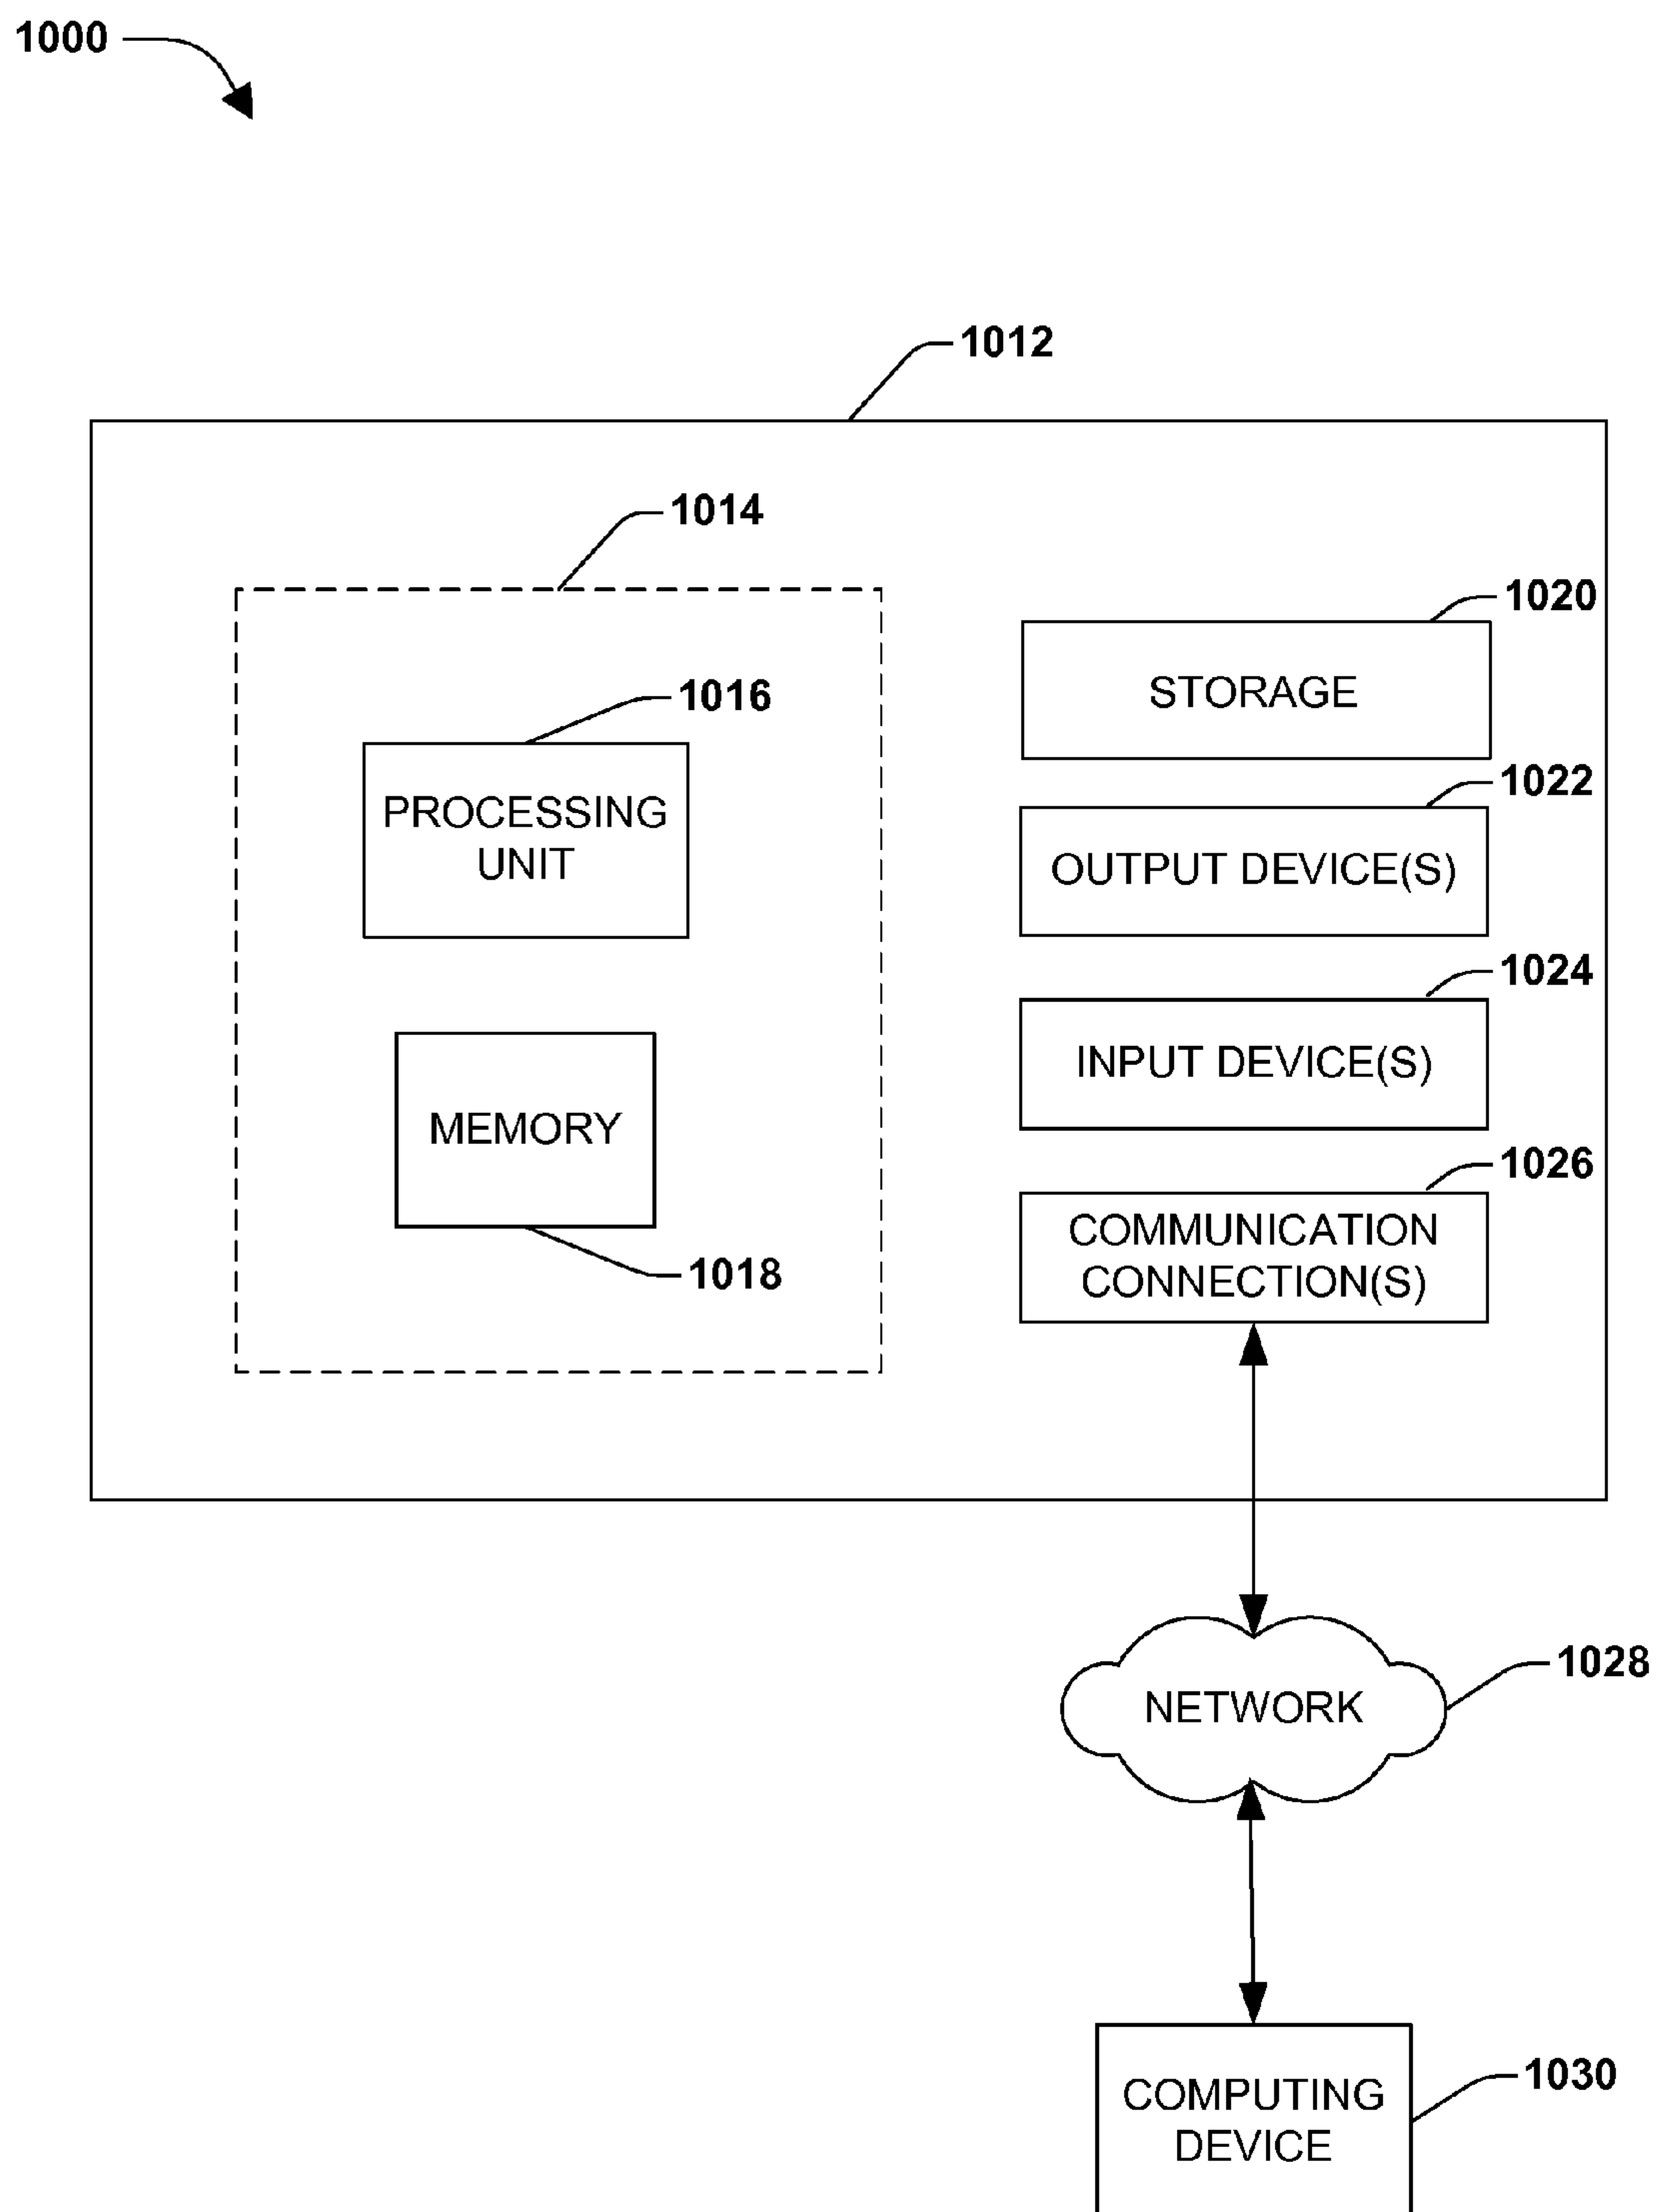 1000
1012
1014
1020
STORAGE
1016
1022
PROCESSING
UNIT
OUTPUT DEVICE(S)
1024
INPUT DEVICE(S)
MEMORY
1026
COMMUNICATION
CONNECTION(S)
1018
1028
NETWORK
1030
COMPUTING
DEVICE